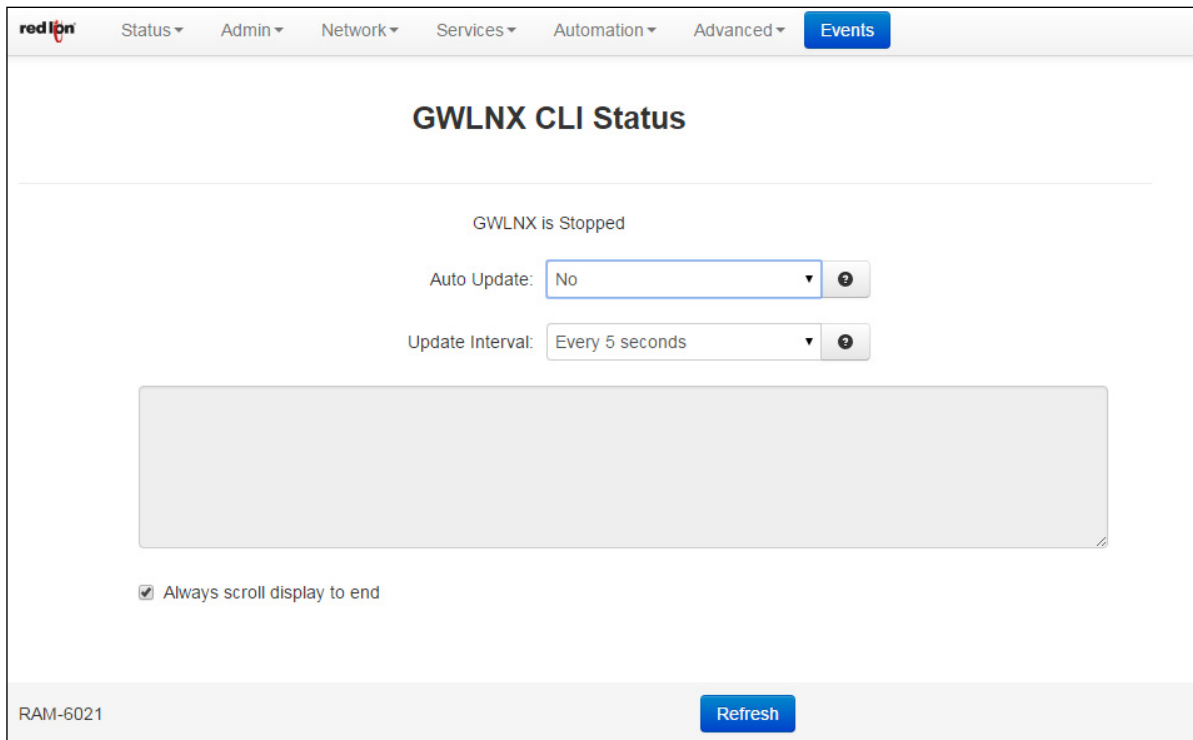 red lion Status Admin Network Services Automation Advanced Events
GWLNX CLI Status
GWLNX is Stopped
Auto Update: No
Update Interval: Every 5 seconds
Always scroll display to end
RAM-6021 Refresh